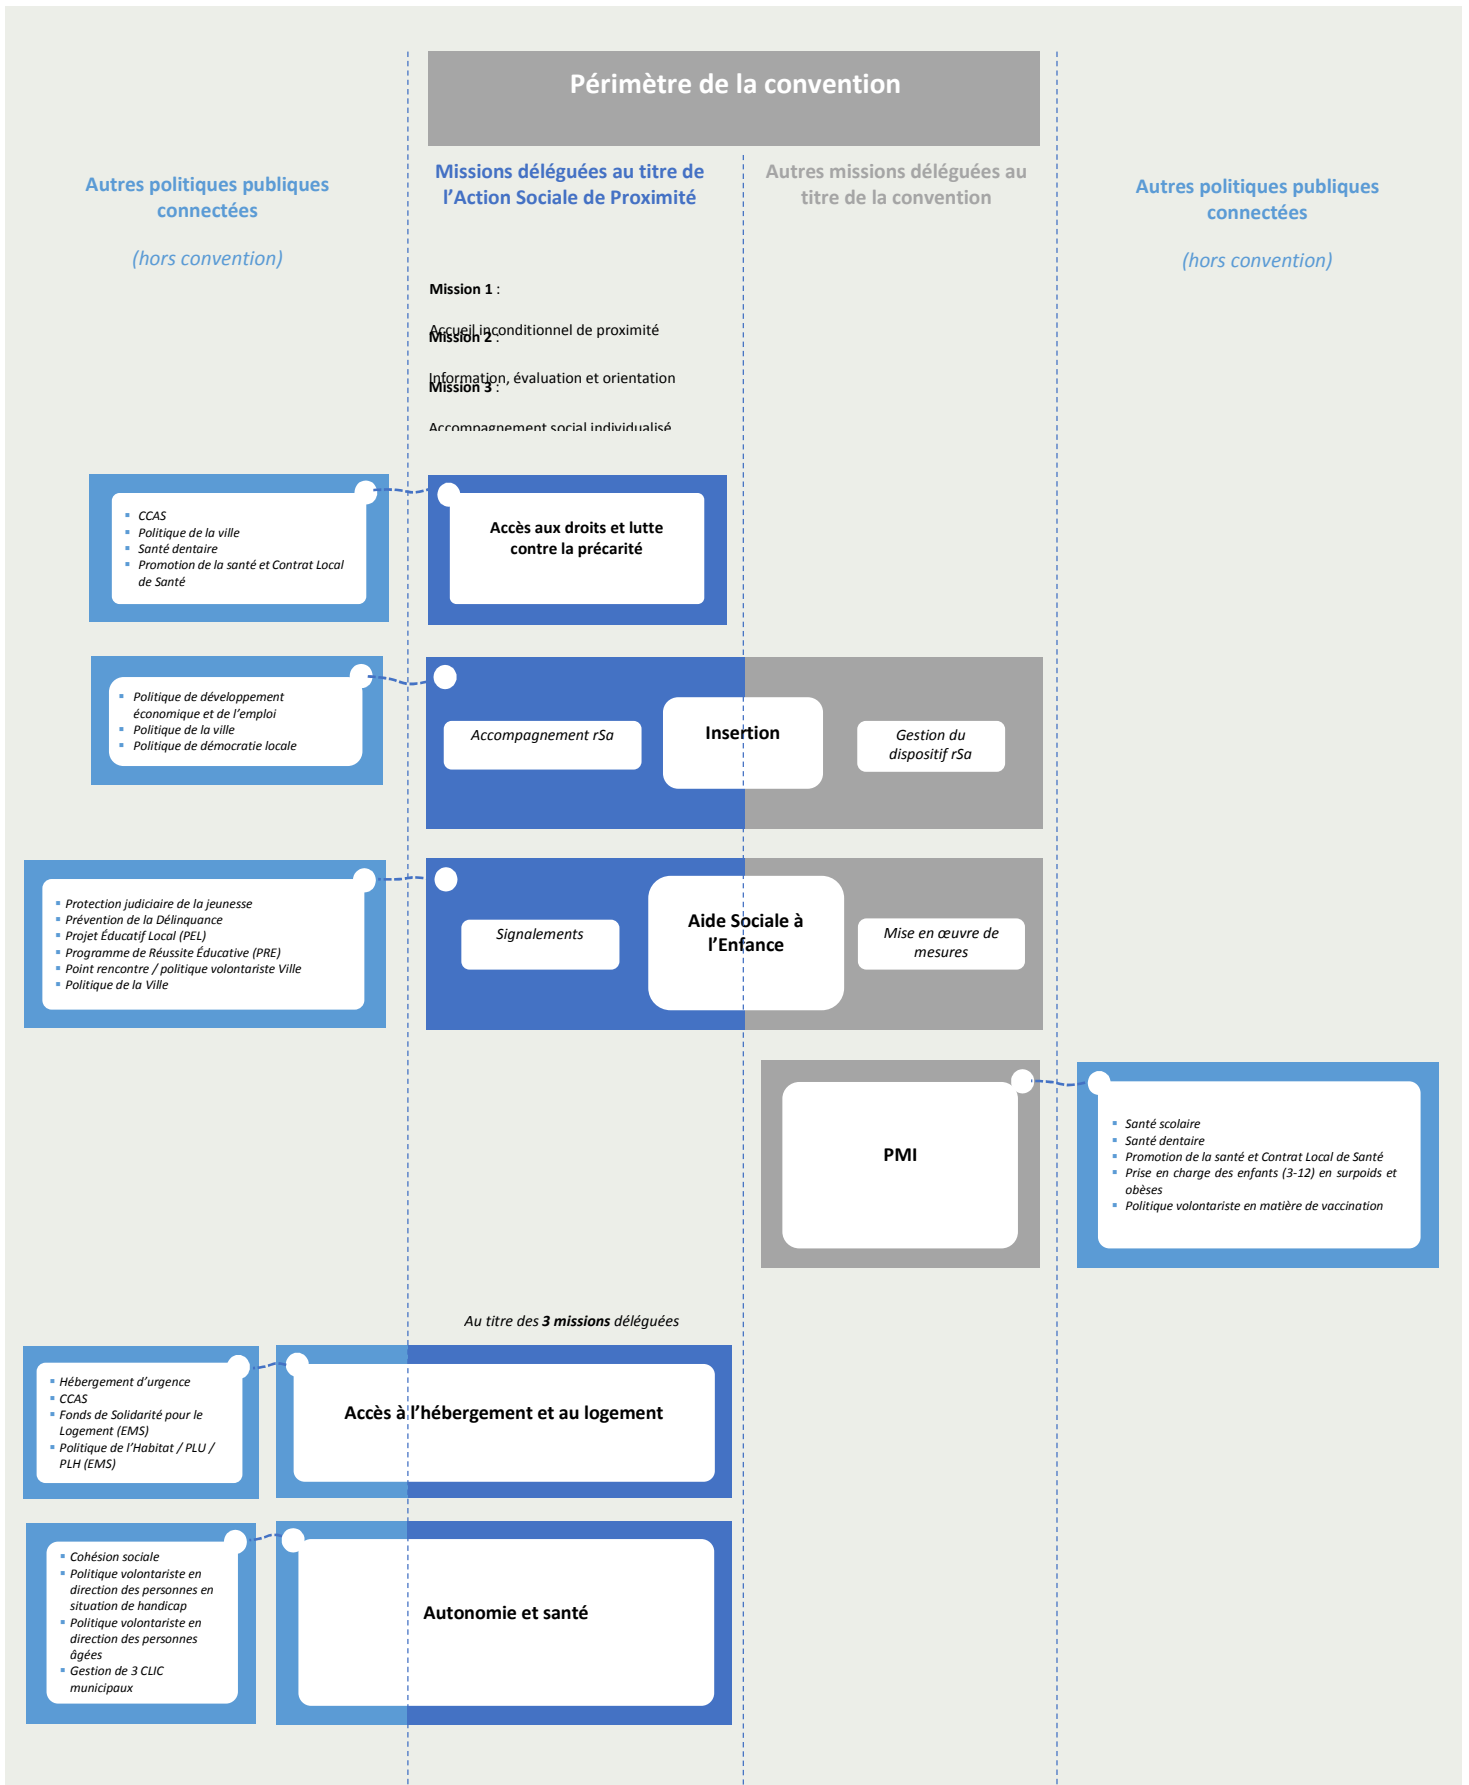 Périmètre de la convention
Autres politiques publiques
connectées
(hors convention)
Missions déléguées au titre de
l’Action Sociale de Proximité
Autres missions déléguées au
titre de la convention
Autres politiques publiques
connectées
(hors convention)
Mission 1 :
Accueil inconditionnel de proximité
Mission 2 :
Information, évaluation et orientation
Mission 3 :
Accompagnement social individualisé
▪ CCAS
▪ Politique de la ville
▪ Santé dentaire
▪ Promotion de la santé et Contrat Local
de Santé
Accès aux droits et lutte
contre la précarité
▪ Politique de développement
économique et de l’emploi
▪ Politique de la ville
▪ Politique de démocratie locale
Accompagnement rSa
Insertion
Gestion du
dispositif rSa
▪ Protection judiciaire de la jeunesse
▪ Prévention de la Délinquance
▪ Projet Éducatif Local (PEL)
▪ Programme de Réussite Éducative (PRE)
▪ Point rencontre / politique volontariste Ville
▪ Politique de la Ville
Signalements
Aide Sociale à
l’Enfance
Mise en œuvre de
mesures
PMI
▪ Santé scolaire
▪ Santé dentaire
▪ Promotion de la santé et Contrat Local de Santé
▪ Prise en charge des enfants (3-12) en surpoids et
obèses
▪ Politique volontariste en matière de vaccination
Au titre des 3 missions déléguées
▪ Hébergement d’urgence
▪ CCAS
▪ Fonds de Solidarité pour le
Logement (EMS)
▪ Politique de l’Habitat / PLU /
PLH (EMS)
Accès à l’hébergement et au logement
▪ Cohésion sociale
▪ Politique volontariste en
direction des personnes en
situation de handicap
▪ Politique volontariste en
direction des personnes
âgées
▪ Gestion de 3 CLIC
municipaux
Autonomie et santé